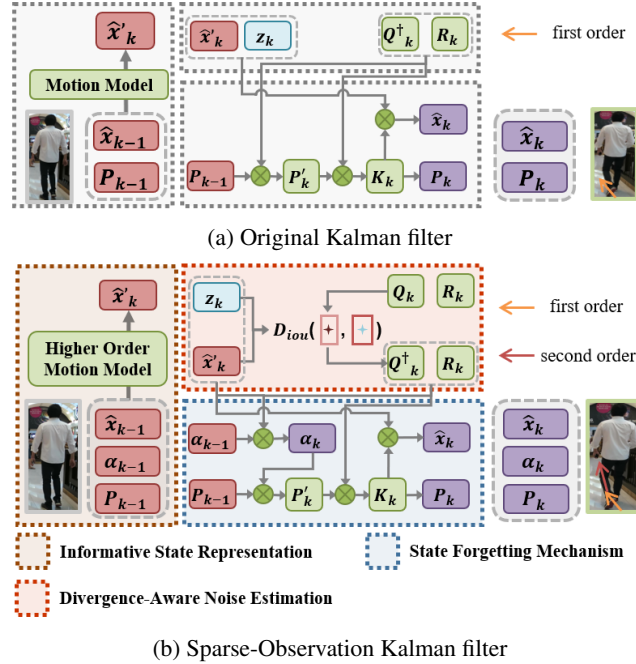 x̂'ₖ
Motion Model
x̂ₖ₋₁
Pₖ₋₁
x̂'ₖ zₖ Q†ₖ Rₖ
first order
x̂ₖ
Pₖ₋₁ P'ₖ Kₖ Pₖ
x̂ₖ
Pₖ
(a) Original Kalman filter
x̂'ₖ
Higher Order
Motion Model
x̂ₖ₋₁
αₖ₋₁
Pₖ₋₁
zₖ
x̂'ₖ
D_iou( , )
Qₖ Rₖ
Q†ₖ Rₖ
first order
second order
αₖ₋₁ αₖ x̂ₖ
Pₖ₋₁ P'ₖ Kₖ Pₖ
x̂ₖ
αₖ
Pₖ
Informative State Representation
State Forgetting Mechanism
Divergence-Aware Noise Estimation
(b) Sparse-Observation Kalman filter